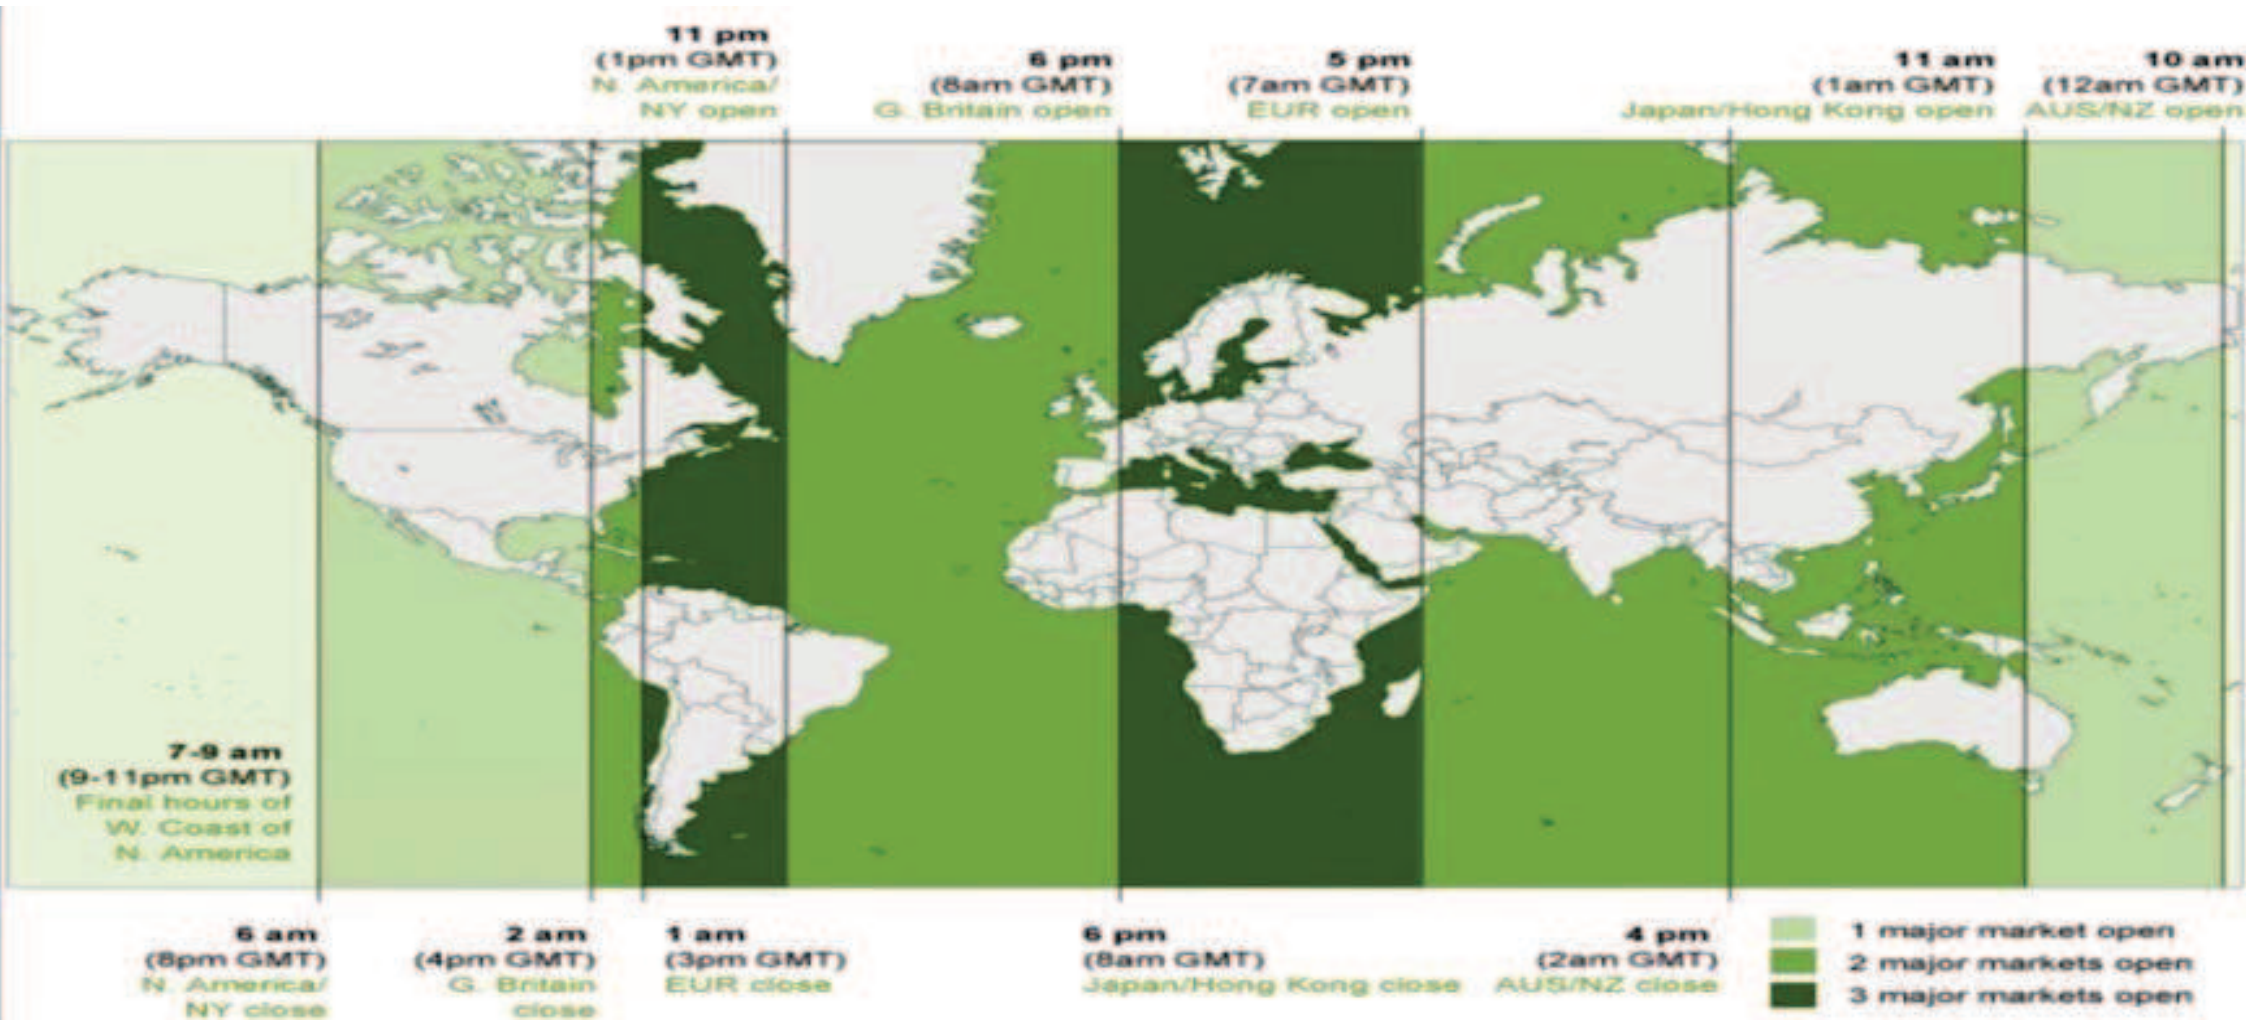 11 pm
(1pm GMT)
N. America/
NY open
6 pm
(8am GMT)
G. Britain open
5 pm
(7am GMT)
EUR open
11 am
(1am GMT)
Japan/Hong Kong open
10 am
(12am GMT)
AUS/NZ open
7-9 am
(9-11pm GMT)
Final hours of
W. Coast of
N. America
6 am
(8pm GMT)
N. America/
NY close
2 am
(4pm GMT)
G. Britain
close
1 am
(3pm GMT)
EUR close
6 pm
(8am GMT)
Japan/Hong Kong close
4 pm
(2am GMT)
AUS/NZ close
1 major market open
2 major markets open
3 major markets open